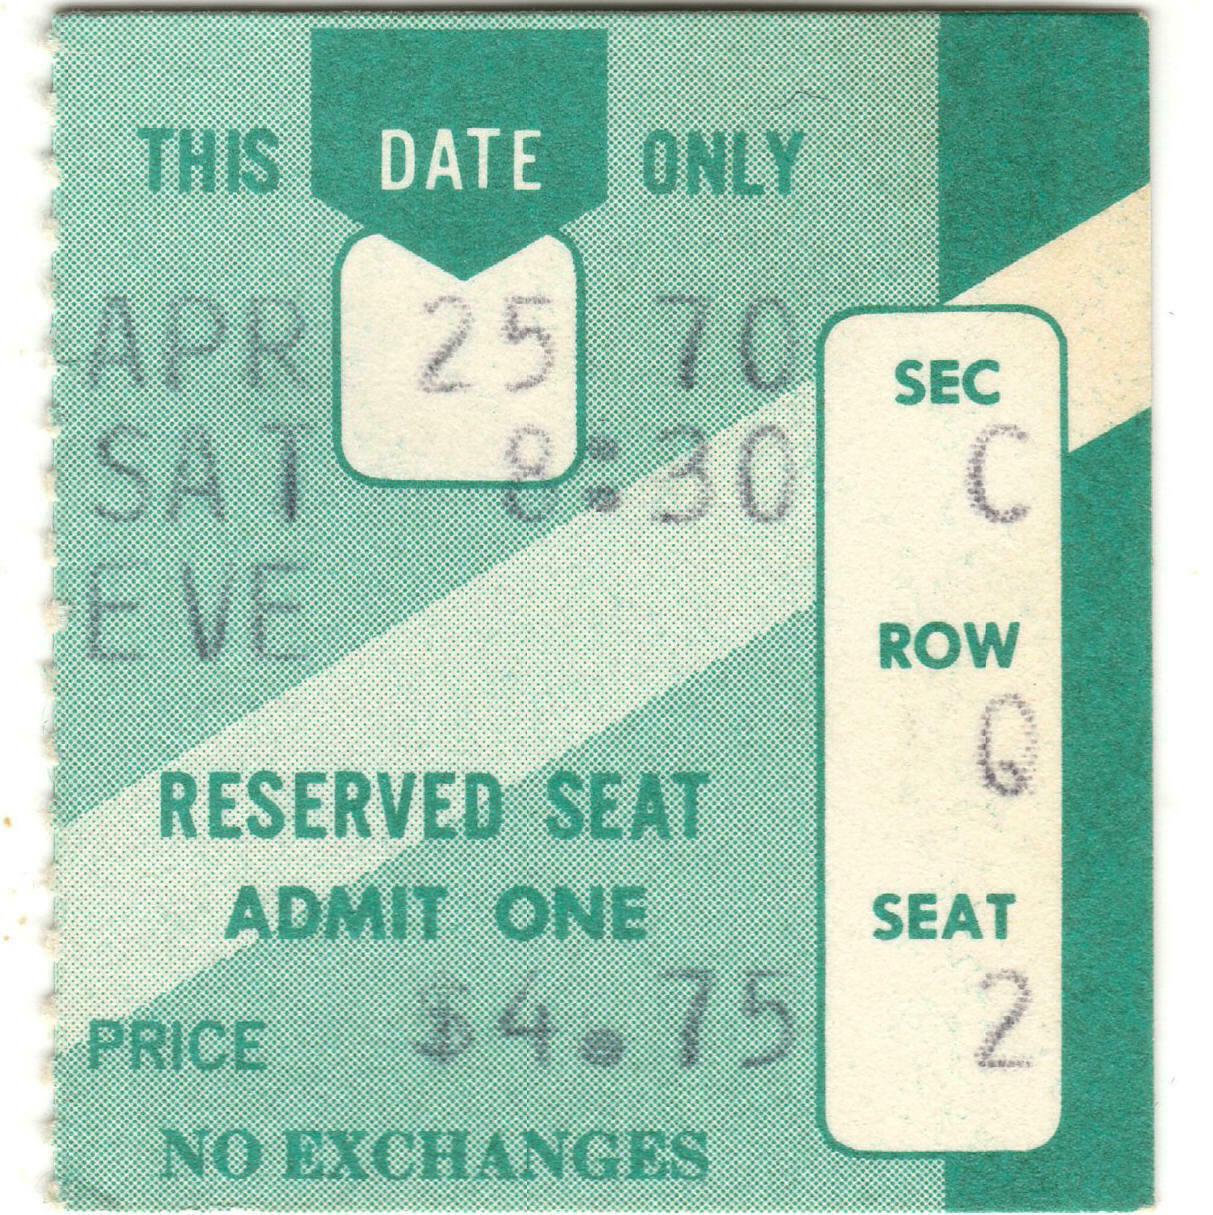 THIS DATE ONLY
APR 25 70
SAT 8:30
EVE
SEC
C
ROW
Q
SEAT
2
RESERVED SEAT
ADMIT ONE
PRICE $4.75
NO EXCHANGES